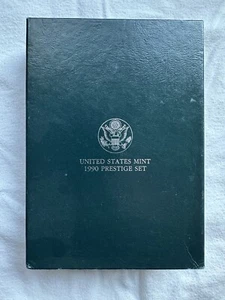 UNITED STATES MINT
1990 PRESTIGE SET